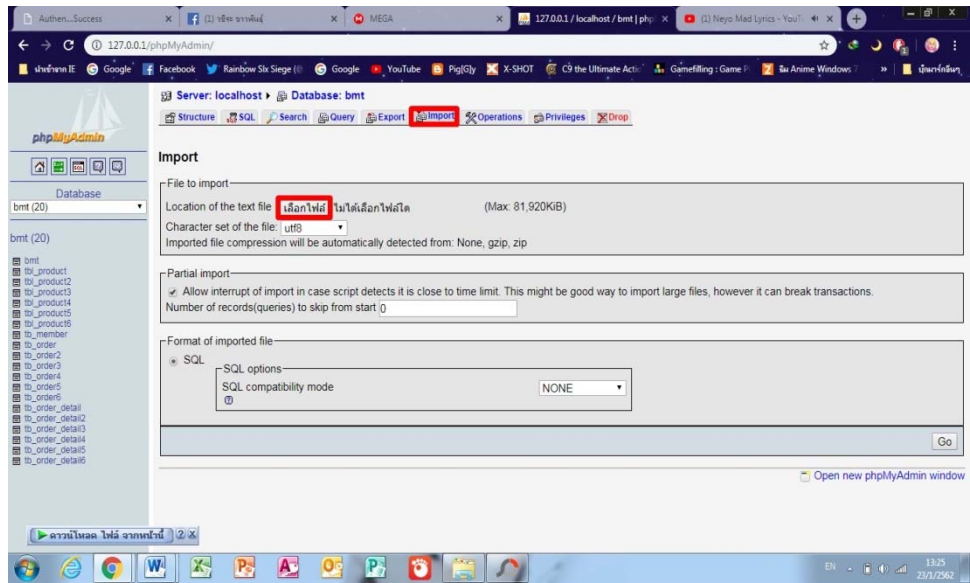 Authen...Success
(1) วชิระ ขาวพันธุ์
MEGA
127.0.0.1 / localhost / bmt | php
(1) Neyo Mad Lyrics - YouT
127.0.0.1/phpMyAdmin/
นำเข้าจาก IE
Google
Facebook
Rainbow Six Siege (
Google
YouTube
Pig[G]y
X-SHOT
C9 the Ultimate Actic
Gamefilling : Game P
ธีม Anime Windows 7
»
บุ๊กมาร์กอื่นๆ
phpMyAdmin
Database
bmt (20)
bmt (20)
bmt
tbl_product
tbl_product2
tbl_product3
tbl_product4
tbl_product5
tbl_product6
tb_member
tb_order
tb_order2
tb_order3
tb_order4
tb_order5
tb_order6
tb_order_detail
tb_order_detail2
tb_order_detail3
tb_order_detail4
tb_order_detail5
tb_order_detail6
Server: localhost ▸ Database: bmt
Structure SQL Search Query Export Import Operations Privileges Drop
Import
File to import
Location of the text file เลือกไฟล์ ไม่ได้เลือกไฟล์ใด (Max: 81,920KiB)
Character set of the file: utf8
Imported file compression will be automatically detected from: None, gzip, zip
Partial import
Allow interrupt of import in case script detects it is close to time limit. This might be good way to import large files, however it can break transactions.
Number of records(queries) to skip from start 0
Format of imported file
SQL
SQL options
SQL compatibility mode NONE
Go
Open new phpMyAdmin window
ดาวน์โหลด ไฟล์ จากหน้านี้ ? X
EN
13:25
23/1/2562